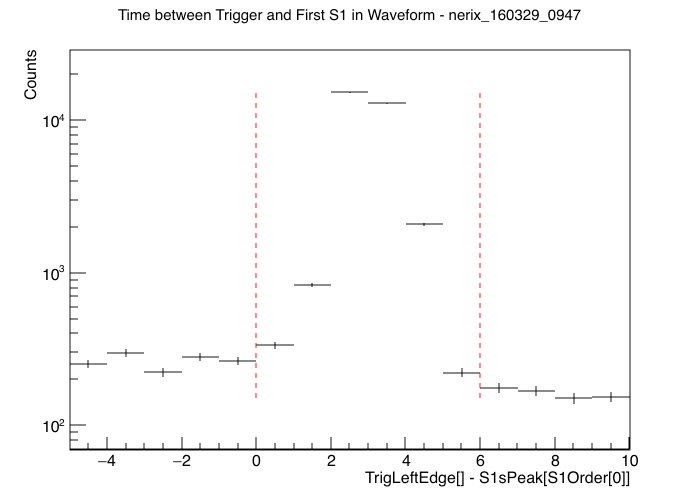 Time between Trigger and First S1 in Waveform - nerix_160329_0947
Counts
10⁴
10³
10²
−4 −2 0 2 4 6 8 10
TrigLeftEdge[] - S1sPeak[S1Order[0]]